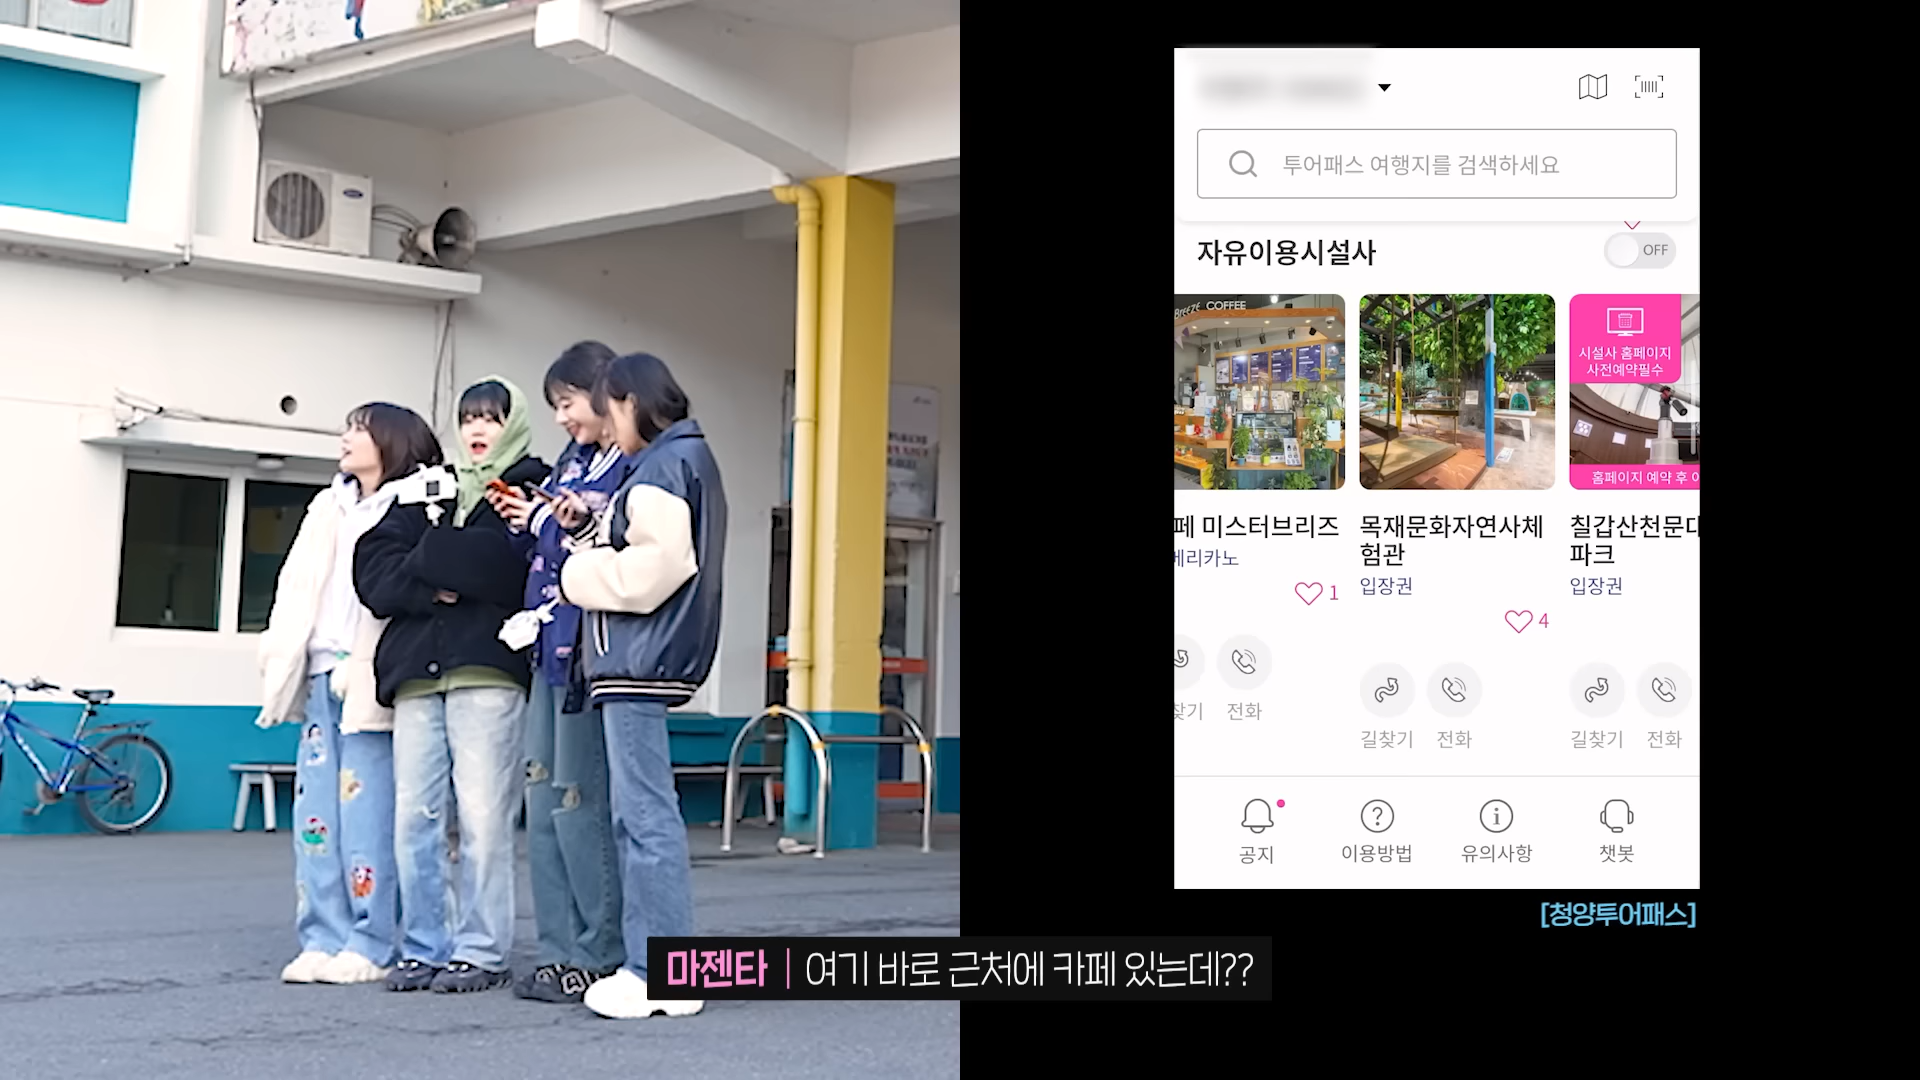 투어패스 여행지를 검색하세요
자유이용시설사
OFF
Breeze COFFEE
시설사 홈페이지
사전예약필수
홈페이지 예약 후 이
페 미스터브리즈
메리카노
1
목재문화자연사체
험관
입장권
4
칠갑산천문대
파크
입장권
찾기
전화
길찾기
전화
길찾기
전화
공지
이용방법
유의사항
챗봇
[청양투어패스]
마젠타 | 여기 바로 근처에 카페 있는데??